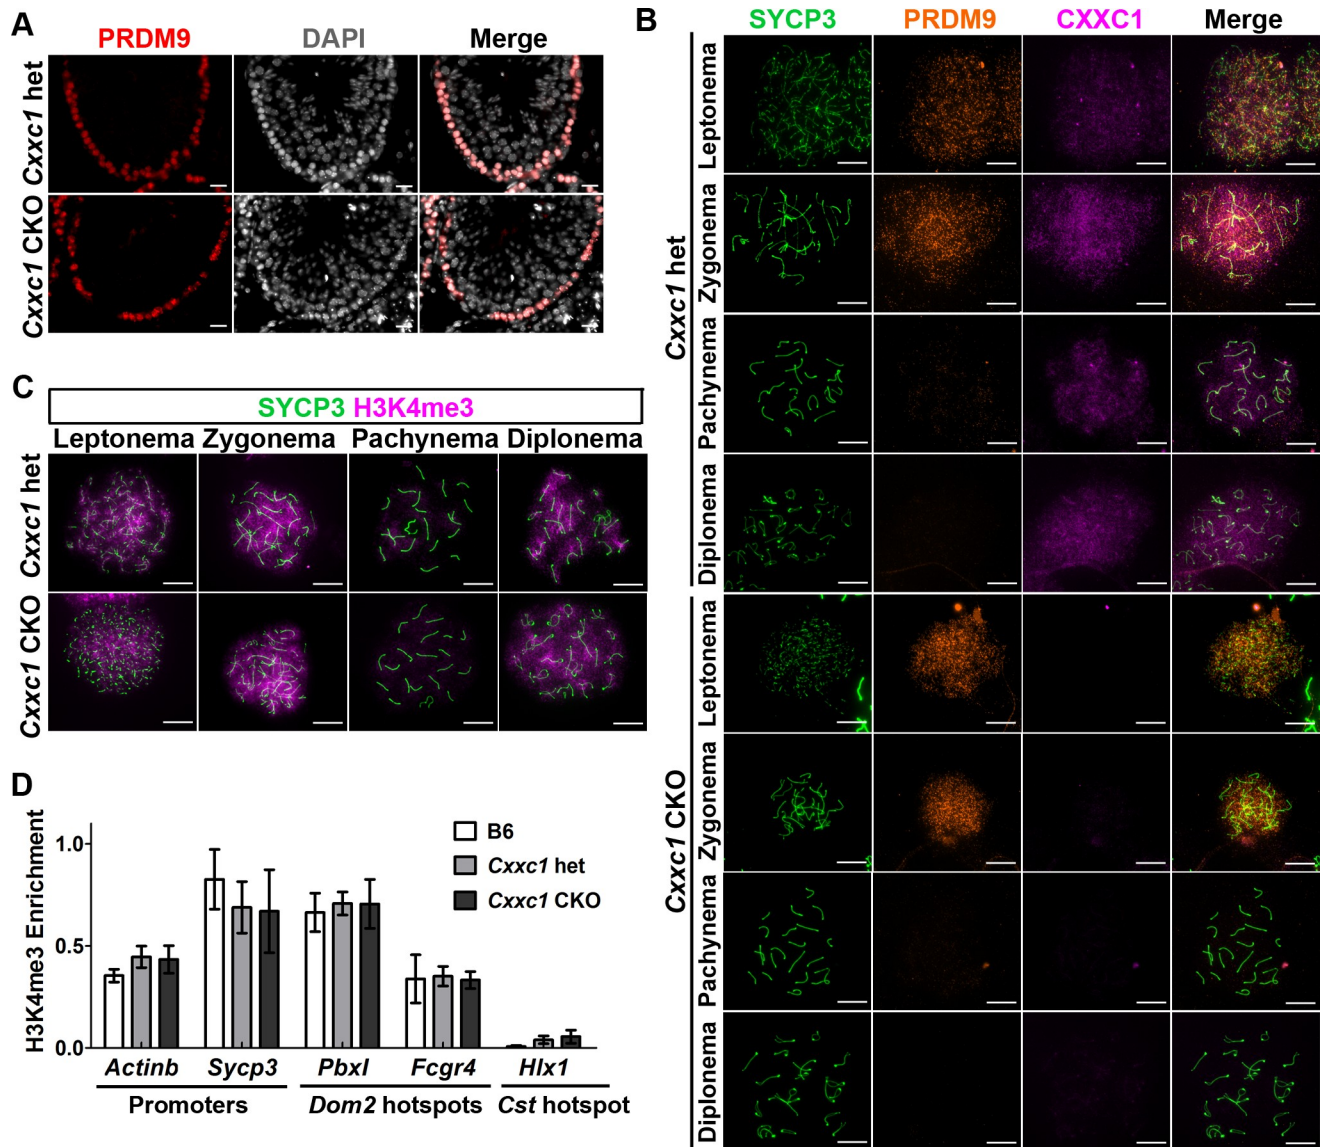 A
PRDM9 DAPI Merge
Cxxc1 het
Cxxc1 CKO
B
SYCP3 PRDM9 CXXC1 Merge
Cxxc1 het
Leptonema
Zygonema
Pachynema
Diplonema
Cxxc1 CKO
Leptonema
Zygonema
Pachynema
Diplonema
C
SYCP3 H3K4me3
Leptonema Zygonema Pachynema Diplonema
Cxxc1 het
Cxxc1 CKO
D
H3K4me3 Enrichment
1.0
0.5
0.0
B6
Cxxc1 het
Cxxc1 CKO
Actinb Sycp3 Pbxl Fcgr4 Hlx1
Promoters Dom2 hotspots Cst hotspot